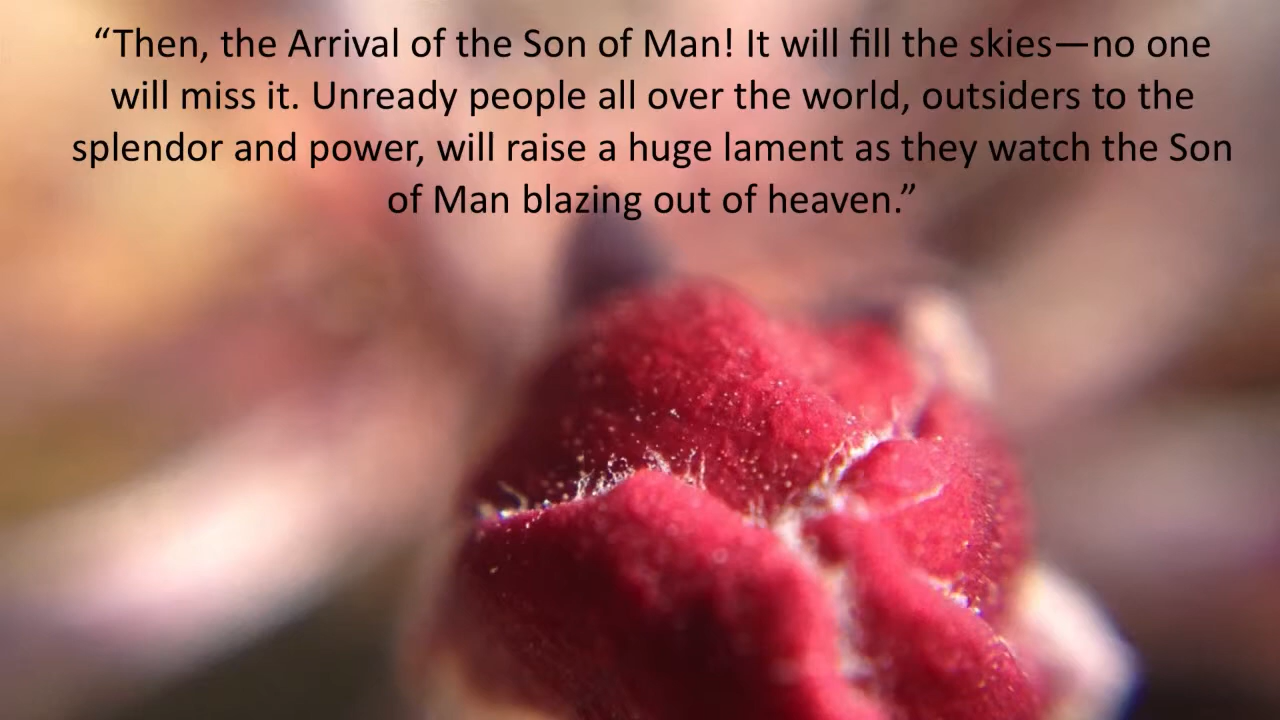 “Then, the Arrival of the Son of Man! It will fill the skies—no one
will miss it. Unready people all over the world, outsiders to the
splendor and power, will raise a huge lament as they watch the Son
of Man blazing out of heaven.”